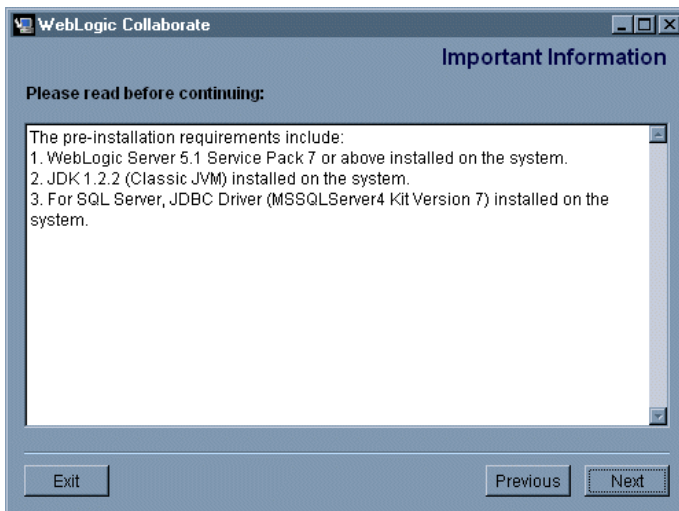 WebLogic Collaborate
Important Information
Please read before continuing:
The pre-installation requirements include:
1. WebLogic Server 5.1 Service Pack 7 or above installed on the system.
2. JDK 1.2.2 (Classic JVM) installed on the system.
3. For SQL Server, JDBC Driver (MSSQLServer4 Kit Version 7) installed on the
system.
Exit
Previous
Next